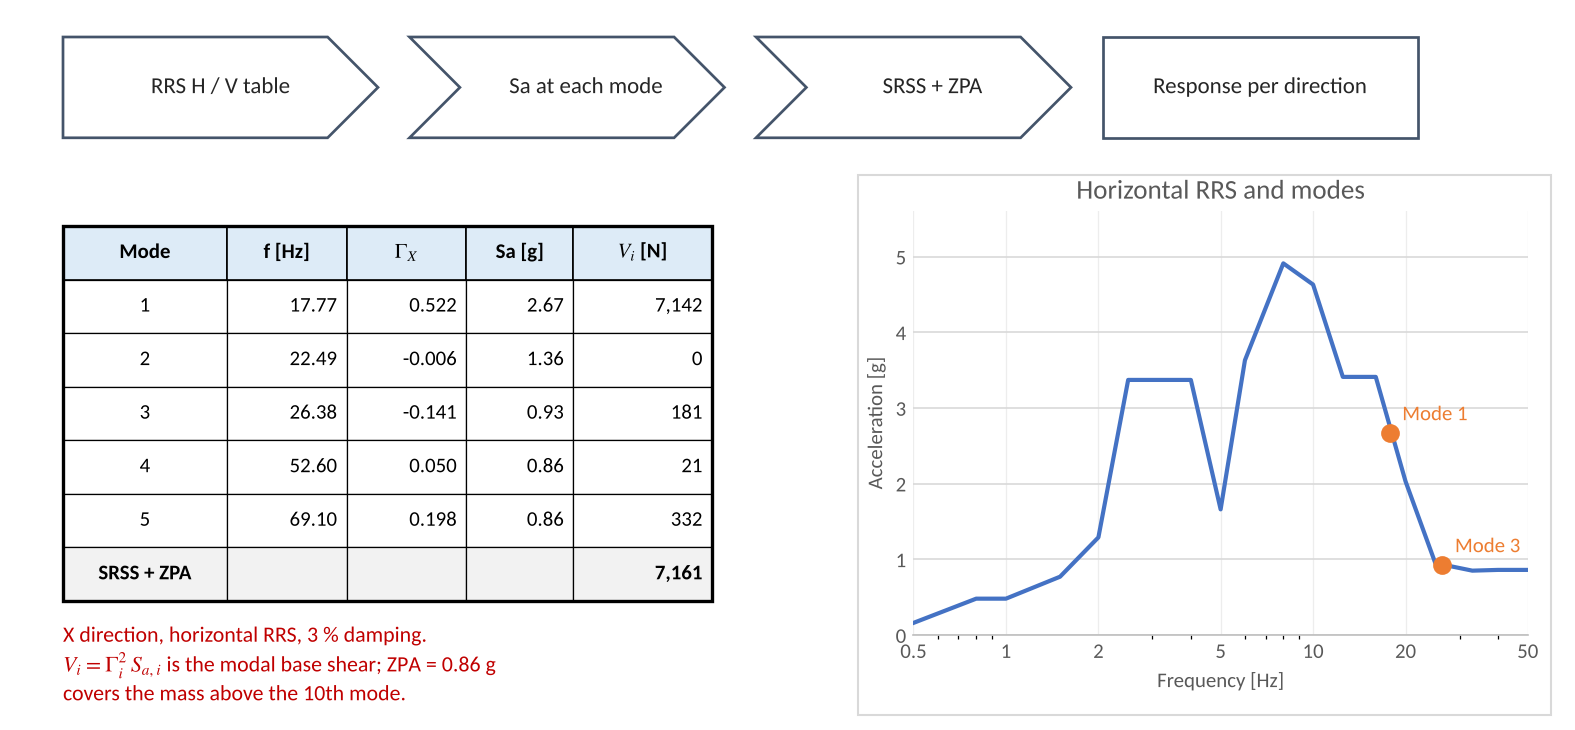 RRS H / V table
Sa at each mode
SRSS + ZPA
Response per direction
Mode f [Hz] Γ_X Sa [g] V_i [N]
1 17.77 0.522 2.67 7,142
2 22.49 -0.006 1.36 0
3 26.38 -0.141 0.93 181
4 52.60 0.050 0.86 21
5 69.10 0.198 0.86 332
SRSS + ZPA 7,161
X direction, horizontal RRS, 3 % damping.
V_i = Γ_i^2 S_{a,i} is the modal base shear; ZPA = 0.86 g
covers the mass above the 10th mode.
Horizontal RRS and modes
Acceleration [g]
5
4
3
2
1
0
Mode 1
Mode 3
0.5 1 2 5 10 20 50
Frequency [Hz]